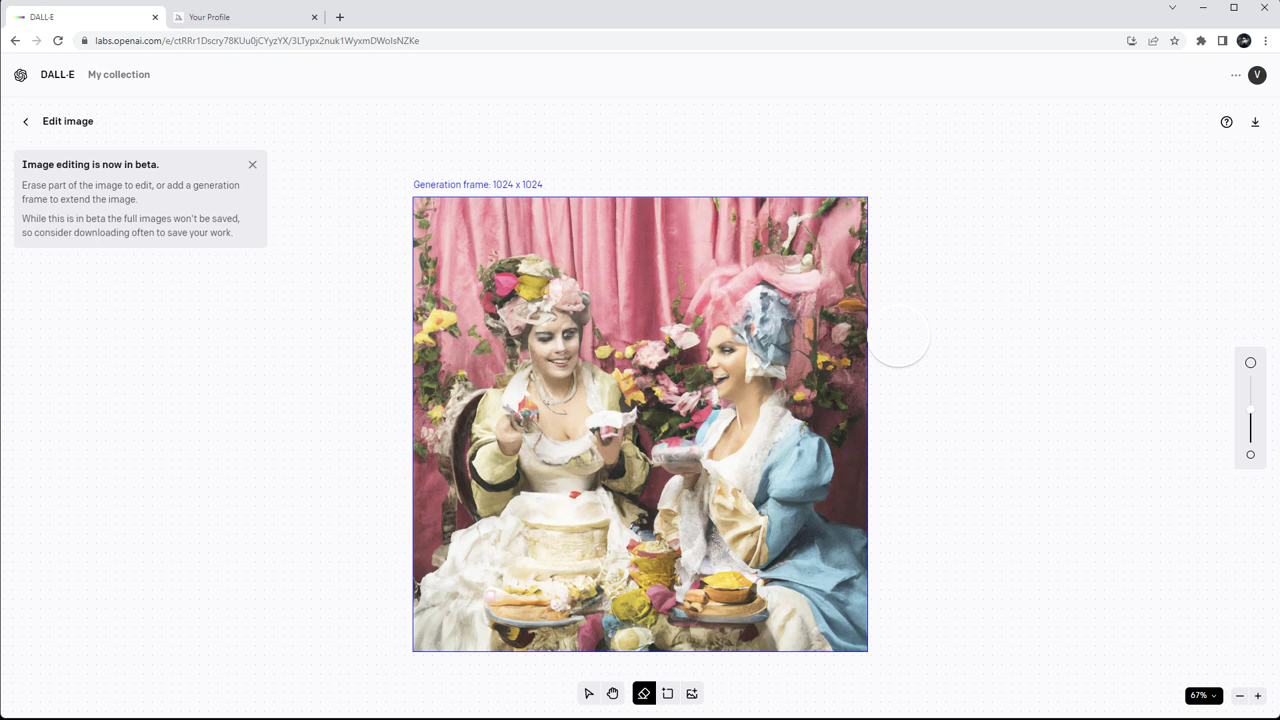 DALL·E
Your Profile
labs.openai.com/e/ctRRr1Dscry78KUu0jCYyzYX/3LTypx2nuk1WyxmDWoIsNZKe
DALL·E
My collection
V
Edit image
Image editing is now in beta.
Erase part of the image to edit, or add a generation
frame to extend the image.
While this is in beta the full images won't be saved,
so consider downloading often to save your work.
Generation frame: 1024 x 1024
67%